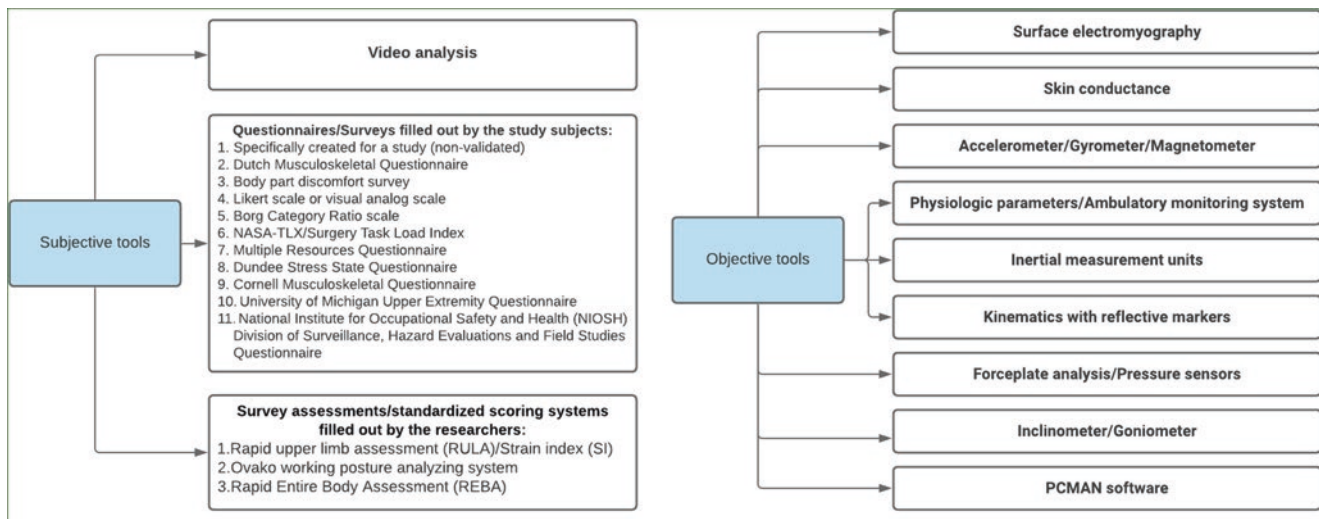 Subjective tools
Video analysis
Questionnaires/Surveys filled out by the study subjects:
1. Specifically created for a study (non-validated)
2. Dutch Musculoskeletal Questionnaire
3. Body part discomfort survey
4. Likert scale or visual analog scale
5. Borg Category Ratio scale
6. NASA-TLX/Surgery Task Load Index
7. Multiple Resources Questionnaire
8. Dundee Stress State Questionnaire
9. Cornell Musculoskeletal Questionnaire
10. University of Michigan Upper Extremity Questionnaire
11. National Institute for Occupational Safety and Health (NIOSH)
Division of Surveillance, Hazard Evaluations and Field Studies
Questionnaire
Survey assessments/standardized scoring systems
filled out by the researchers:
1.Rapid upper limb assessment (RULA)/Strain index (SI)
2.Ovako working posture analyzing system
3.Rapid Entire Body Assessment (REBA)
Objective tools
Surface electromyography
Skin conductance
Accelerometer/Gyrometer/Magnetometer
Physiologic parameters/Ambulatory monitoring system
Inertial measurement units
Kinematics with reflective markers
Forceplate analysis/Pressure sensors
Inclinometer/Goniometer
PCMAN software